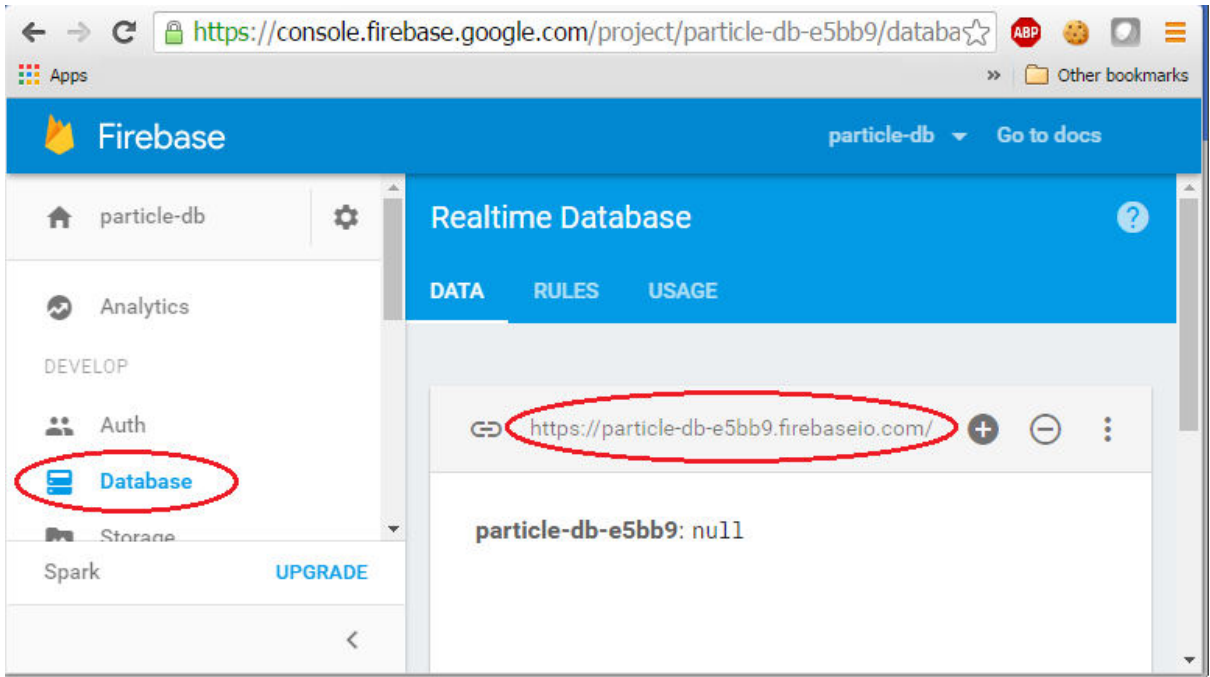 https://console.firebase.google.com/project/particle-db-e5bb9/databa
ABP
Apps
» Other bookmarks
Firebase
particle-db Go to docs
particle-db
Analytics
DEVELOP
Auth
Database
Storage
Spark UPGRADE
Realtime Database
DATA RULES USAGE
https://particle-db-e5bb9.firebaseio.com/
particle-db-e5bb9: null